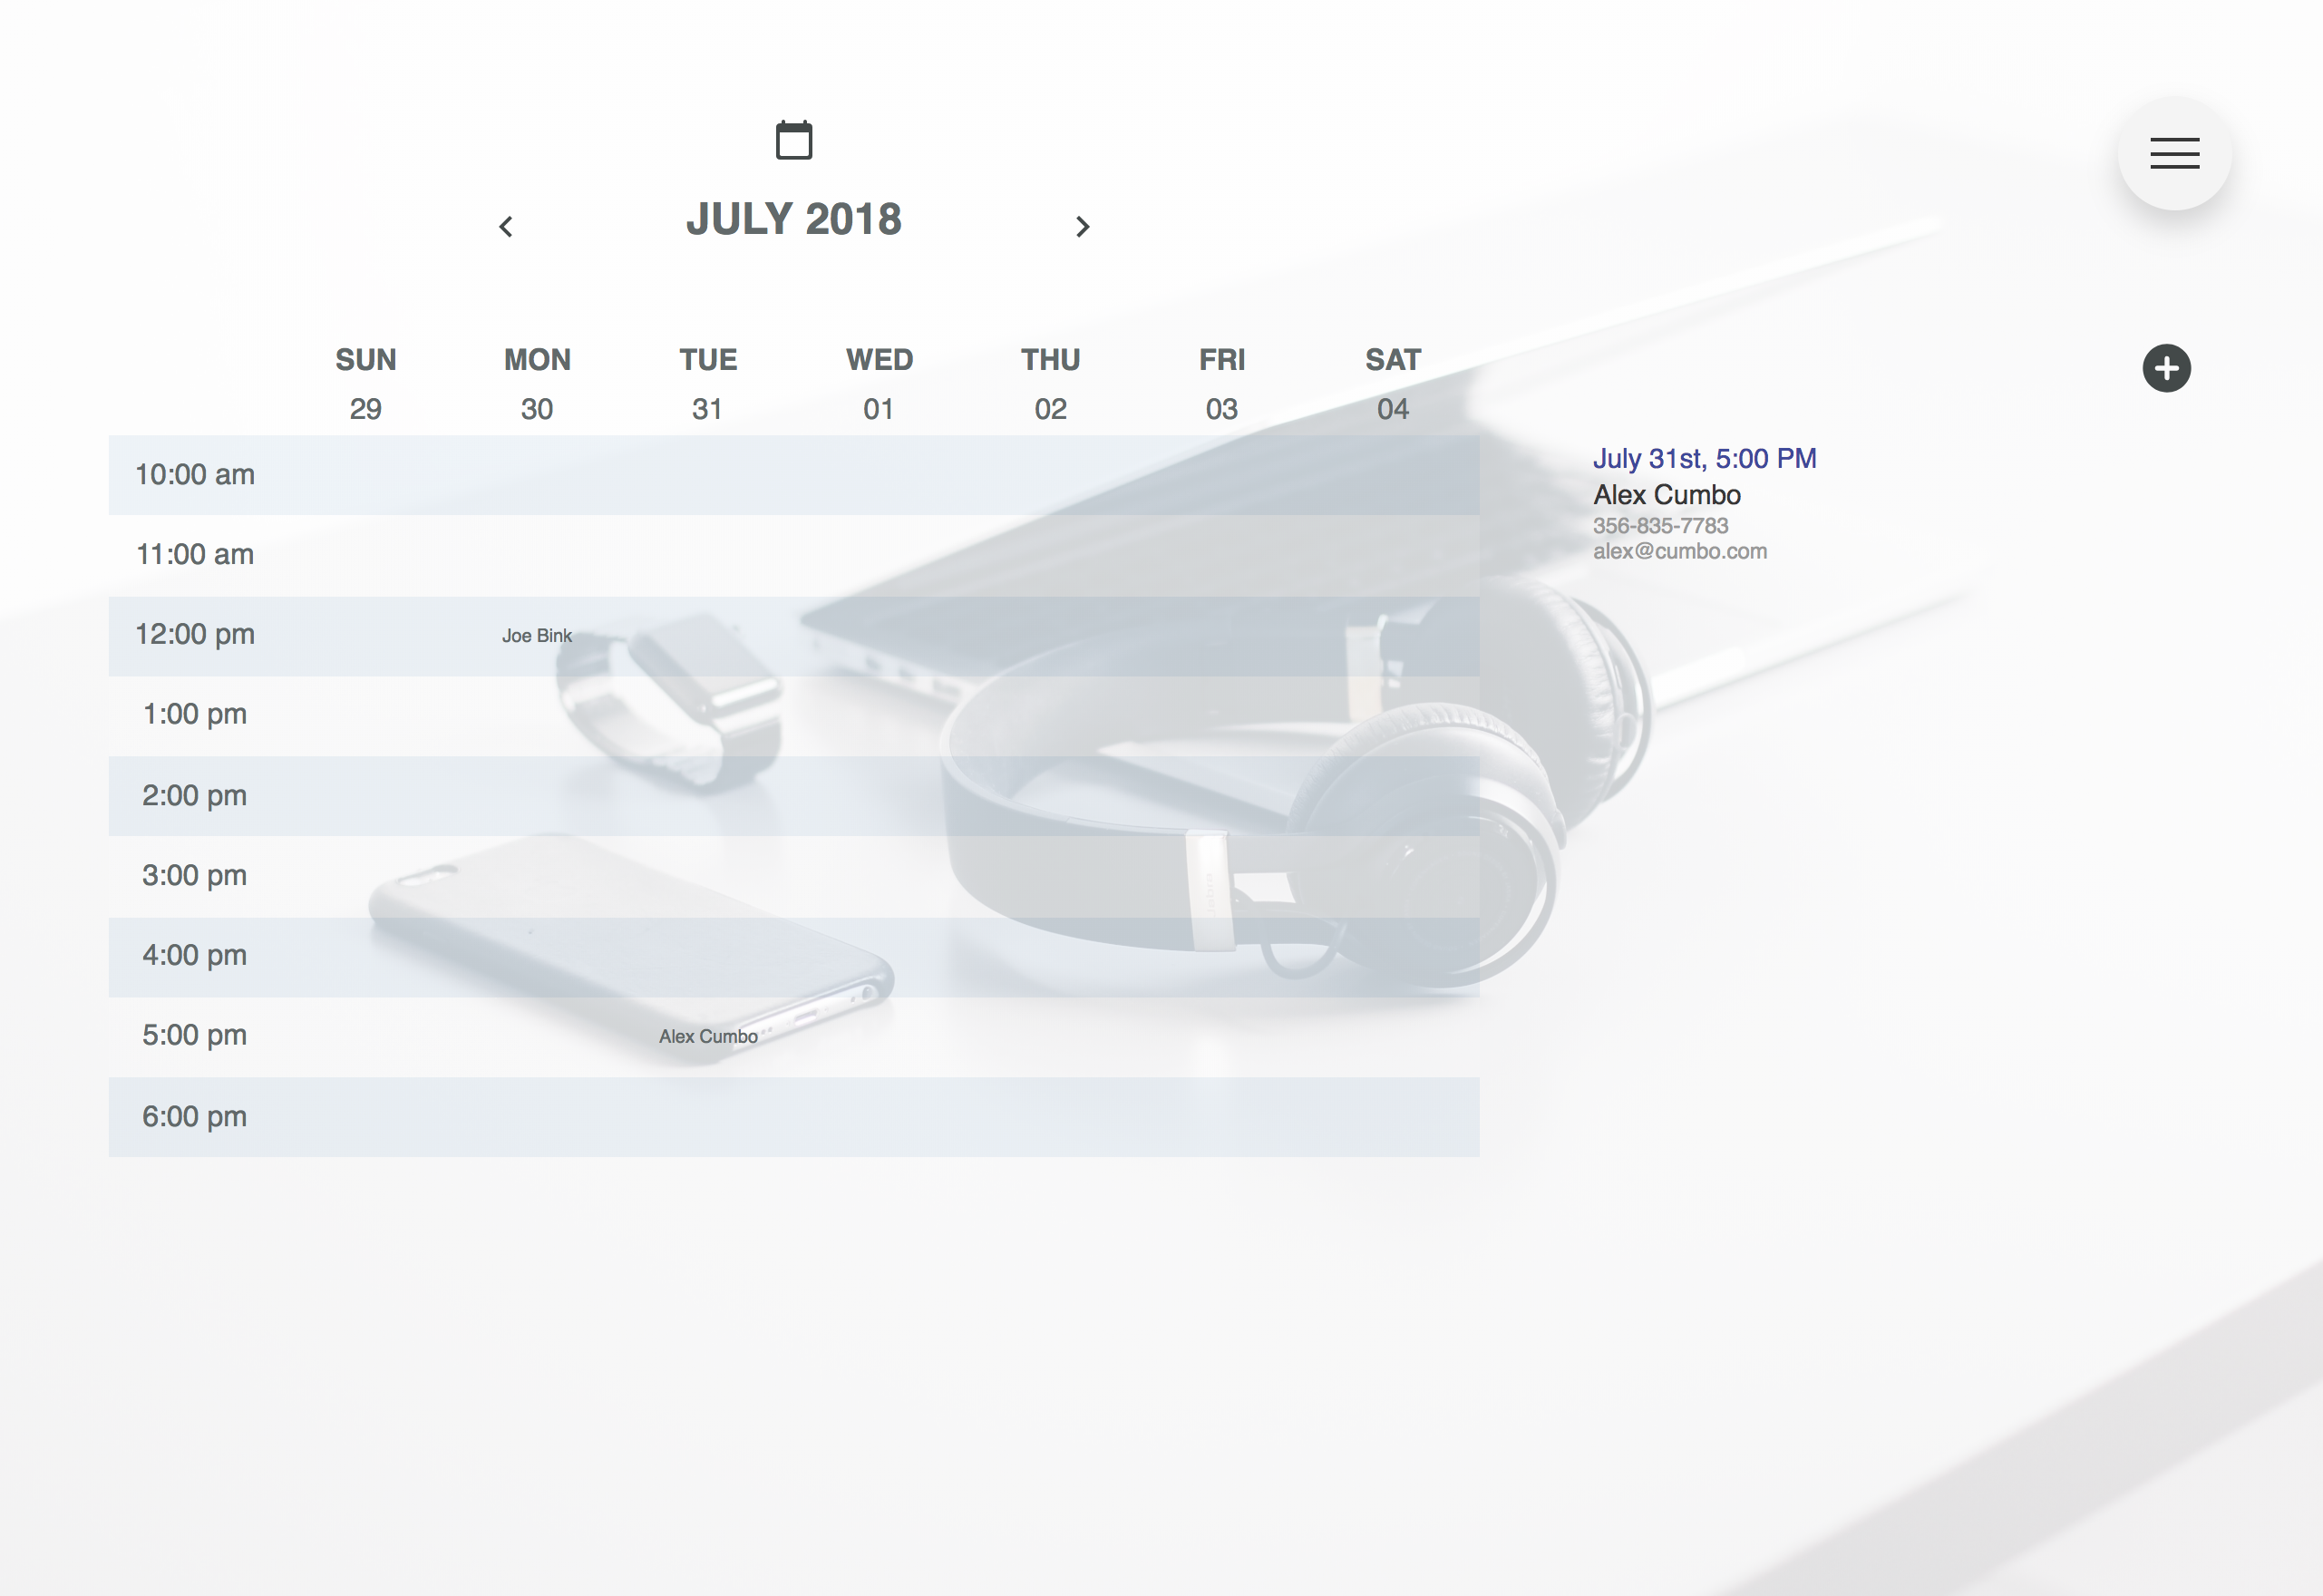 JULY 2018
SUN MON TUE WED THU FRI SAT
29 30 31 01 02 03 04
10:00 am
11:00 am
12:00 pm Joe Bink
1:00 pm
2:00 pm
3:00 pm
4:00 pm
5:00 pm Alex Cumbo
6:00 pm
July 31st, 5:00 PM
Alex Cumbo
356-835-7783
alex@cumbo.com